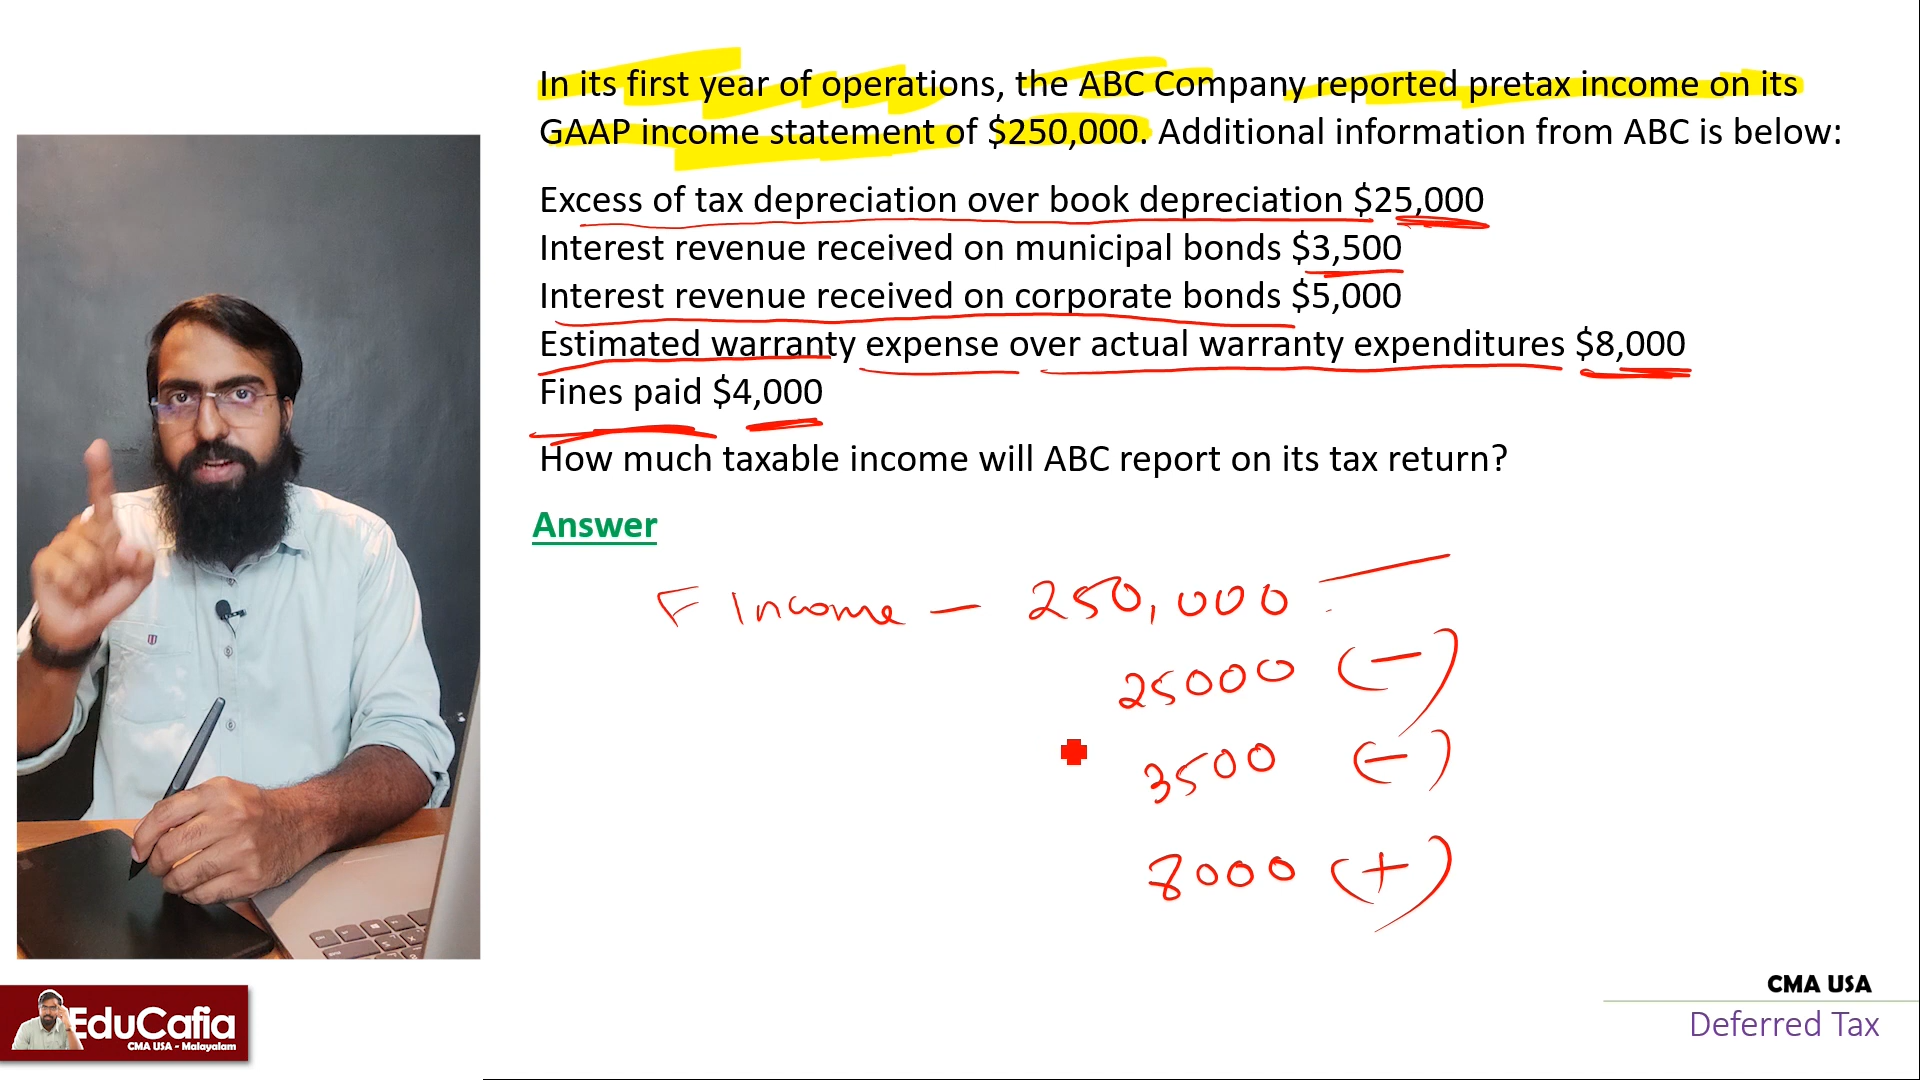 In its first year of operations, the ABC Company reported pretax income on its
GAAP income statement of $250,000. Additional information from ABC is below:
Excess of tax depreciation over book depreciation $25,000
Interest revenue received on municipal bonds $3,500
Interest revenue received on corporate bonds $5,000
Estimated warranty expense over actual warranty expenditures $8,000
Fines paid $4,000
How much taxable income will ABC report on its tax return?
Answer
F Income — 250,000
25000 (−)
3500 (−)
8000 (+)
EduCafia
CMA USA - Malayalam
CMA USA
Deferred Tax